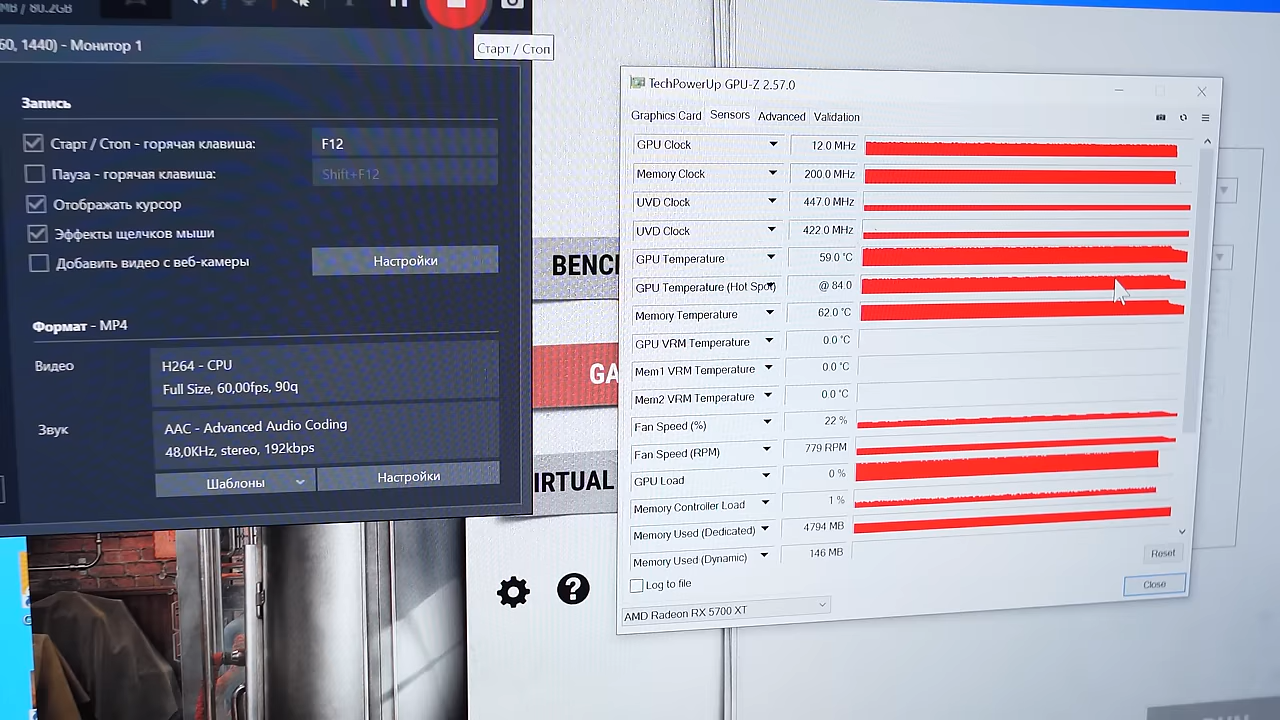 MB / 80.2GB
60, 1440) - Монитор 1
Старт / Стоп
Запись
Старт / Стоп - горячая клавиша:
F12
Пауза - горячая клавиша:
Shift+F12
Отображать курсор
Эффекты щелчков мыши
Добавить видео с веб-камеры
Настройки
Формат - MP4
Видео
H264 - CPU
Full Size, 60,00fps, 90q
Звук
AAC - Advanced Audio Coding
48,0KHz, stereo, 192kbps
Шаблоны
Настройки
BENC
GA
IRTUAL
TechPowerUp GPU-Z 2.57.0
Graphics Card Sensors Advanced Validation
GPU Clock 12.0 MHz
Memory Clock 200.0 MHz
UVD Clock 447.0 MHz
UVD Clock 422.0 MHz
GPU Temperature 59.0 °C
GPU Temperature (Hot Spot) @ 64.0
Memory Temperature 62.0 °C
GPU VRM Temperature 0.0 °C
Mem1 VRM Temperature 0.0 °C
Mem2 VRM Temperature 0.0 °C
Fan Speed (%) 22 %
Fan Speed (RPM) 779 RPM
GPU Load 0 %
Memory Controller Load 1 %
Memory Used (Dedicated) 4794 MB
Memory Used (Dynamic) 146 MB
Log to file
Reset
AMD Radeon RX 5700 XT
Close